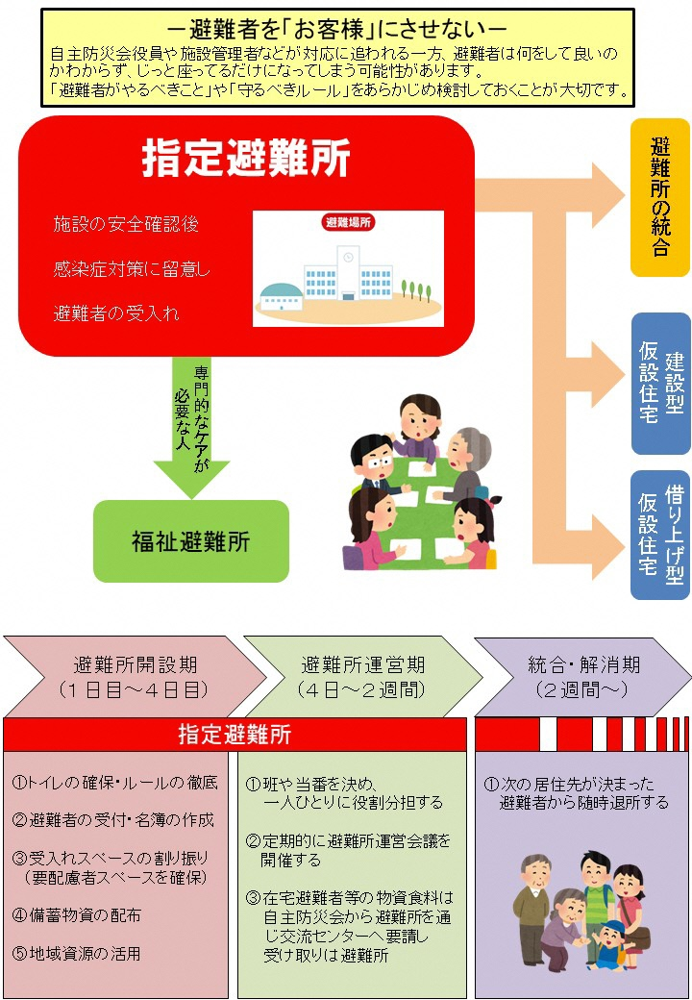 －避難者を「お客様」にさせない－
自主防災会役員や施設管理者などが対応に追われる一方、避難者は何をして良いの
かわからず、じっと座ってるだけになってしまう可能性があります。
「避難者がやるべきこと」や「守るべきルール」をあらかじめ検討しておくことが大切です。
指定避難所
施設の安全確認後
感染症対策に留意し
避難者の受入れ
避難場所
避難所の統合
建設型
仮設住宅
借り上げ型
仮設住宅
専門的なケアが
必要な人
福祉避難所
避難所開設期
（１日目～４日目）
避難所運営期
（４日～２週間）
統合・解消期
（２週間～）
指定避難所
①トイレの確保・ルールの徹底
②避難者の受付・名簿の作成
③受入れスペースの割り振り
（要配慮者スペースを確保）
④備蓄物資の配布
⑤地域資源の活用
①班や当番を決め、
一人ひとりに役割分担する
②定期的に避難所運営会議を
開催する
③在宅避難者等の物資食料は
自主防災会から避難所を通
じ交流センターへ要請し
受け取りは避難所
①次の居住先が決まった
避難者から随時退所する